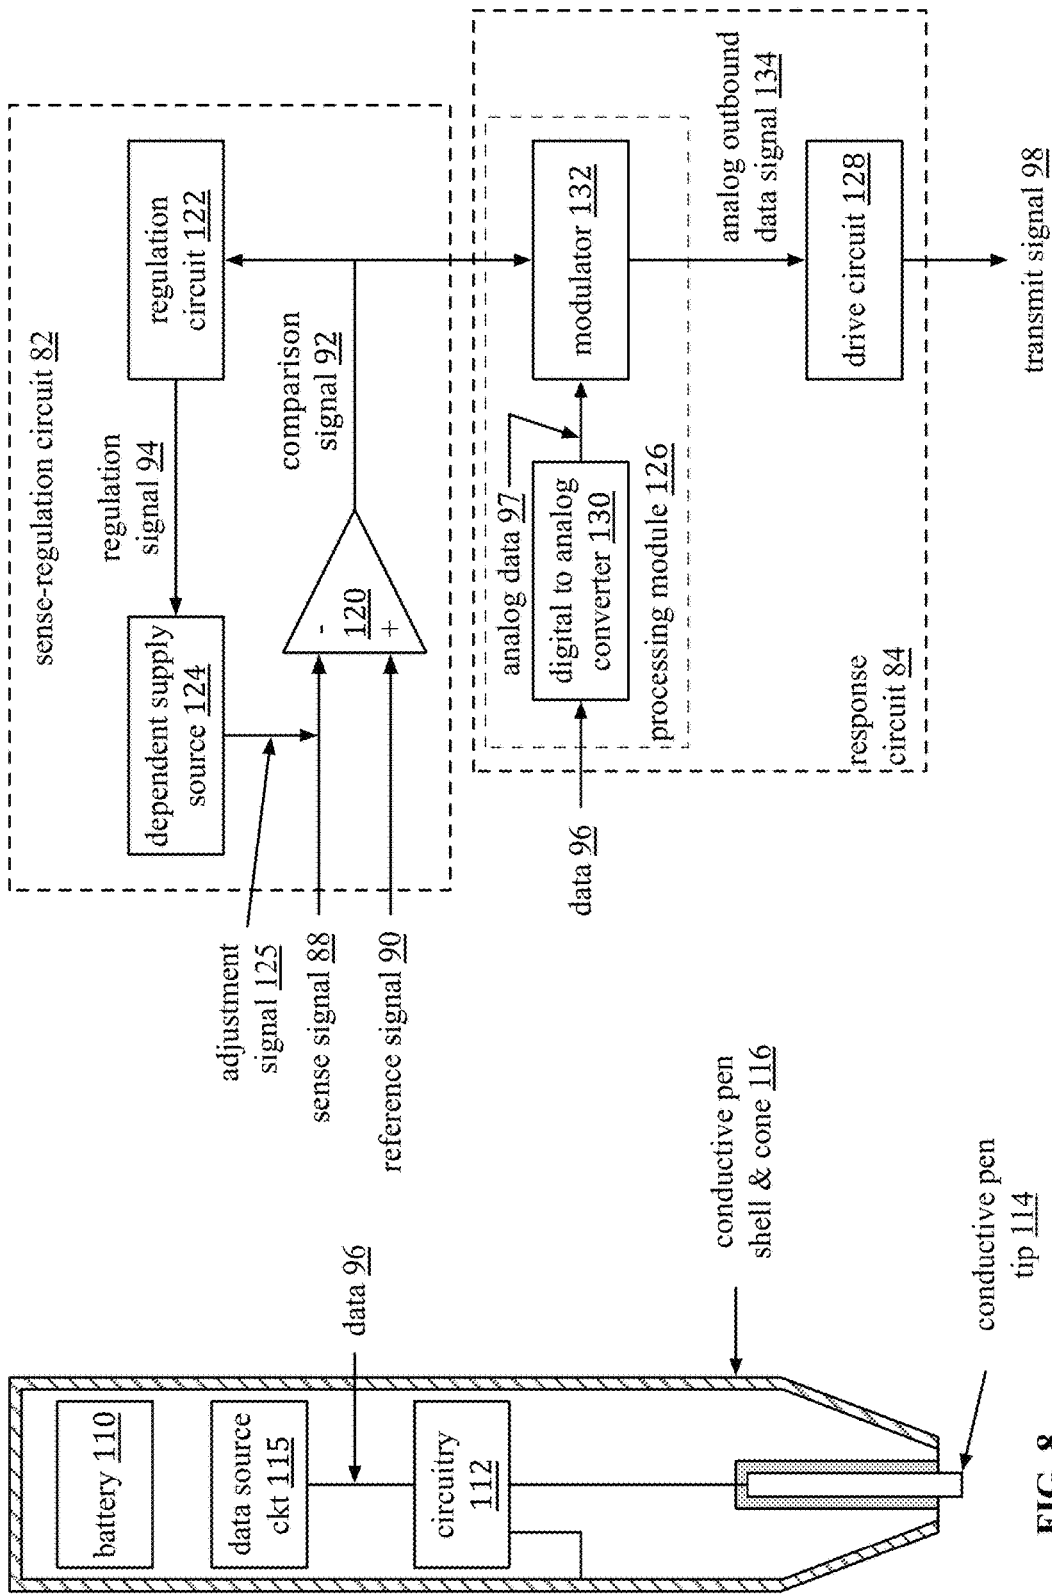 sense-regulation circuit 82
regulation
circuit 122
regulation
signal 94
dependent supply
source 124
adjustment
signal 125
sense signal 88
reference signal 90
-
120
+
comparison
signal 92
data 96
digital to analog
converter 130
analog data 97
modulator 132
processing module 126
analog outbound
data signal 134
drive circuit 128
response
circuit 84
transmit signal 98
battery 110
data source
ckt 115
data 96
circuitry
112
conductive pen
shell & cone 116
conductive pen
tip 114
FIG. 8